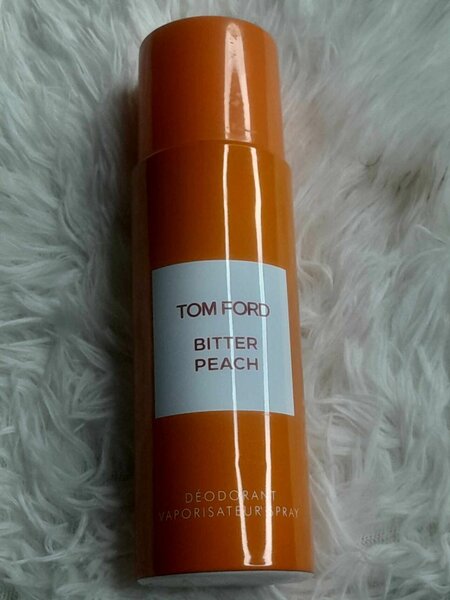 TOM FORD
BITTER
PEACH
DÉODORANT
VAPORISATEUR SPRAY